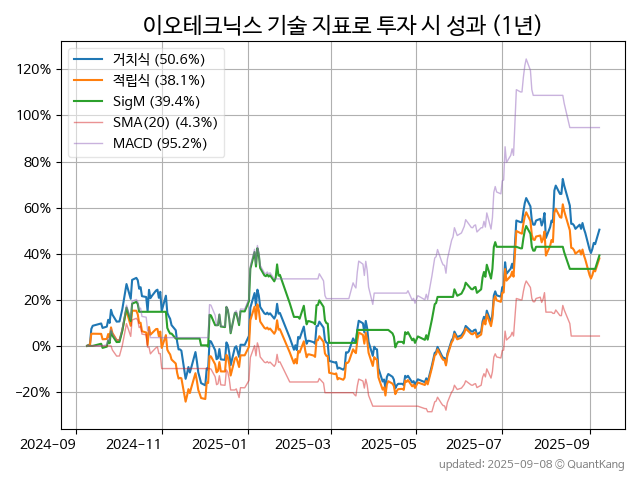 이오테크닉스 기술 지표로 투자 시 성과 (1년)
거치식 (50.6%)
적립식 (38.1%)
SigM (39.4%)
SMA(20) (4.3%)
MACD (95.2%)
120%
100%
80%
60%
40%
20%
0%
−20%
2024-09 2024-11 2025-01 2025-03 2025-05 2025-07 2025-09
updated: 2025-09-08 © QuantKang